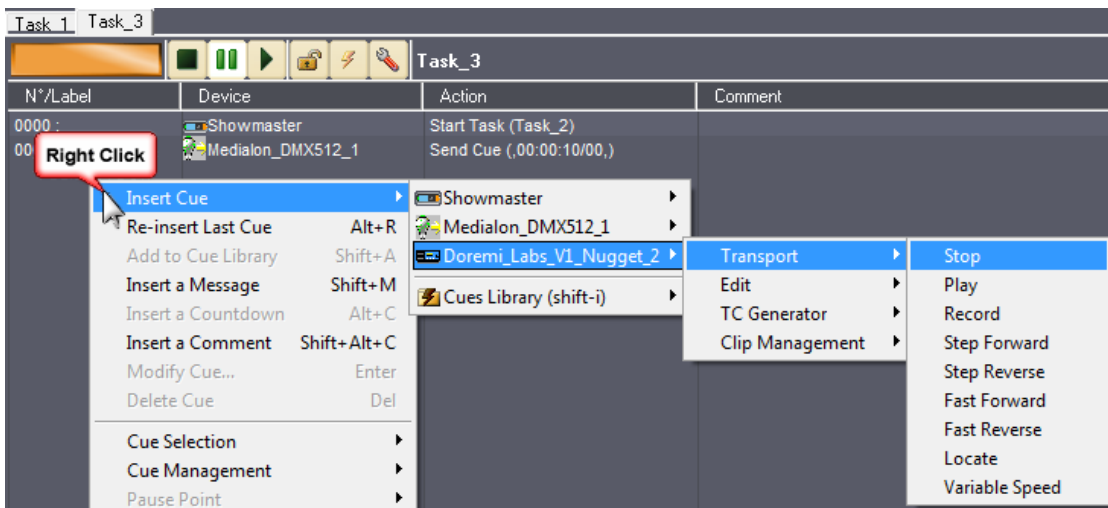 Task_1 Task_3
Task_3
N°/Label Device Action Comment
0000 : Showmaster Start Task (Task_2)
00 Medialon_DMX512_1 Send Cue (,00:00:10/00,)
Right Click
Insert Cue
Re-insert Last Cue Alt+R
Add to Cue Library Shift+A
Insert a Message Shift+M
Insert a Countdown Alt+C
Insert a Comment Shift+Alt+C
Modify Cue... Enter
Delete Cue Del
Cue Selection
Cue Management
Pause Point
Showmaster
Medialon_DMX512_1
Doremi_Labs_V1_Nugget_2
Cues Library (shift-i)
Transport
Edit
TC Generator
Clip Management
Stop
Play
Record
Step Forward
Step Reverse
Fast Forward
Fast Reverse
Locate
Variable Speed